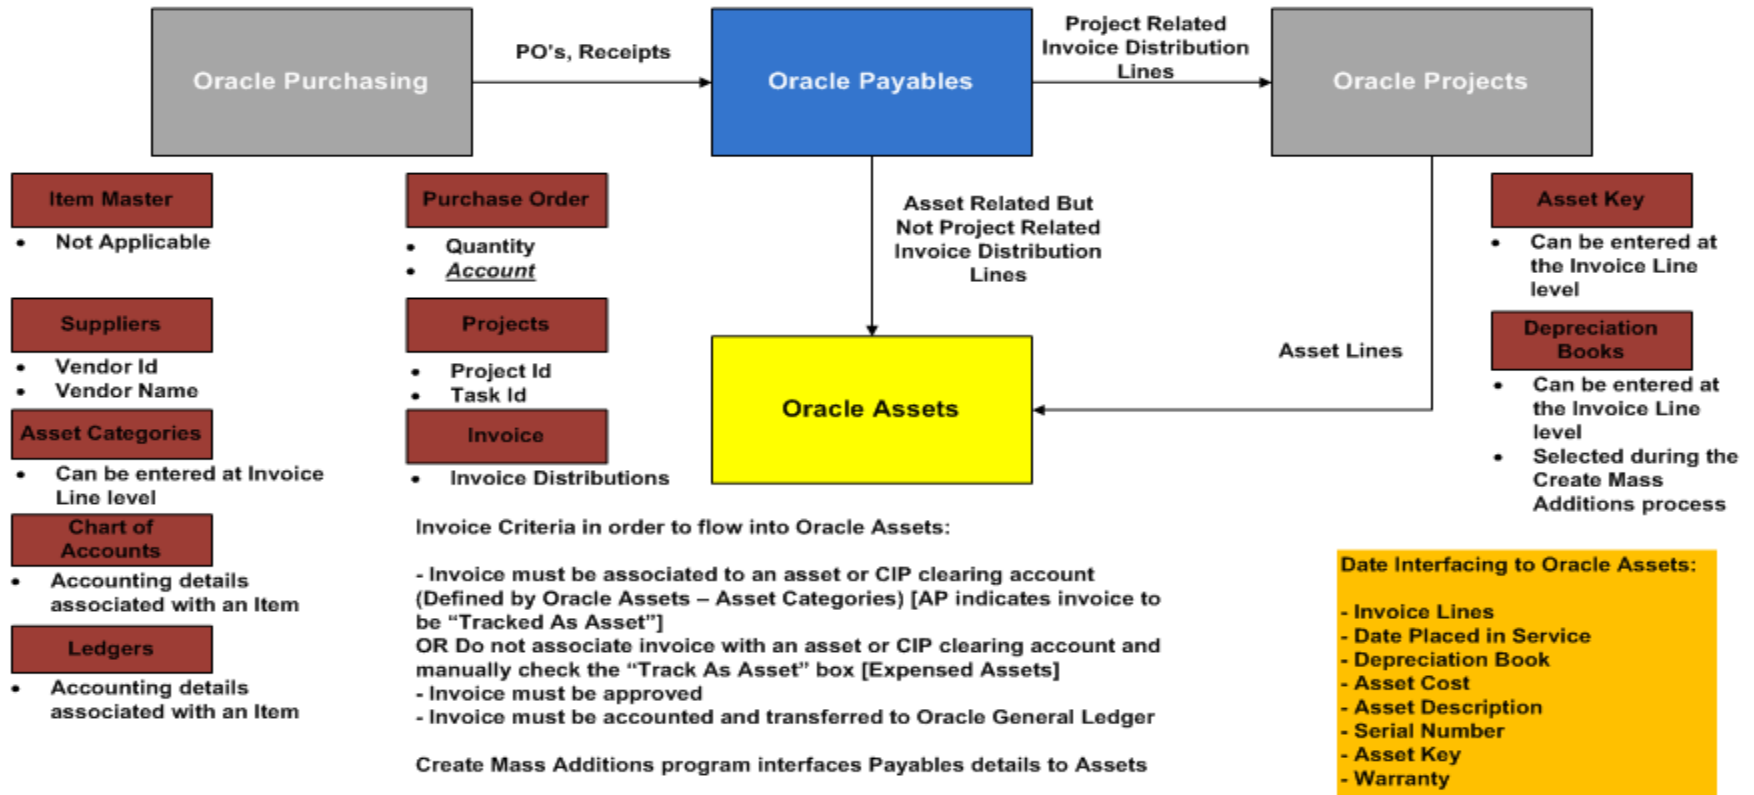 Oracle Purchasing
PO's, Receipts
Oracle Payables
Project Related
Invoice Distribution
Lines
Oracle Projects
Item Master
• Not Applicable
Suppliers
• Vendor Id
• Vendor Name
Asset Categories
• Can be entered at Invoice
Line level
Chart of
Accounts
• Accounting details
associated with an Item
Ledgers
• Accounting details
associated with an Item
Purchase Order
• Quantity
• Account
Projects
• Project Id
• Task Id
Invoice
• Invoice Distributions
Asset Related But
Not Project Related
Invoice Distribution
Lines
Oracle Assets
Asset Lines
Asset Key
• Can be entered at
the Invoice Line
level
Depreciation
Books
• Can be entered at
the Invoice Line
level
• Selected during the
Create Mass
Additions process
Invoice Criteria in order to flow into Oracle Assets:
- Invoice must be associated to an asset or CIP clearing account
(Defined by Oracle Assets – Asset Categories) [AP indicates invoice to
be “Tracked As Asset”]
OR Do not associate invoice with an asset or CIP clearing account and
manually check the “Track As Asset” box [Expensed Assets]
- Invoice must be approved
- Invoice must be accounted and transferred to Oracle General Ledger
Create Mass Additions program interfaces Payables details to Assets
Date Interfacing to Oracle Assets:
- Invoice Lines
- Date Placed in Service
- Depreciation Book
- Asset Cost
- Asset Description
- Serial Number
- Asset Key
- Warranty